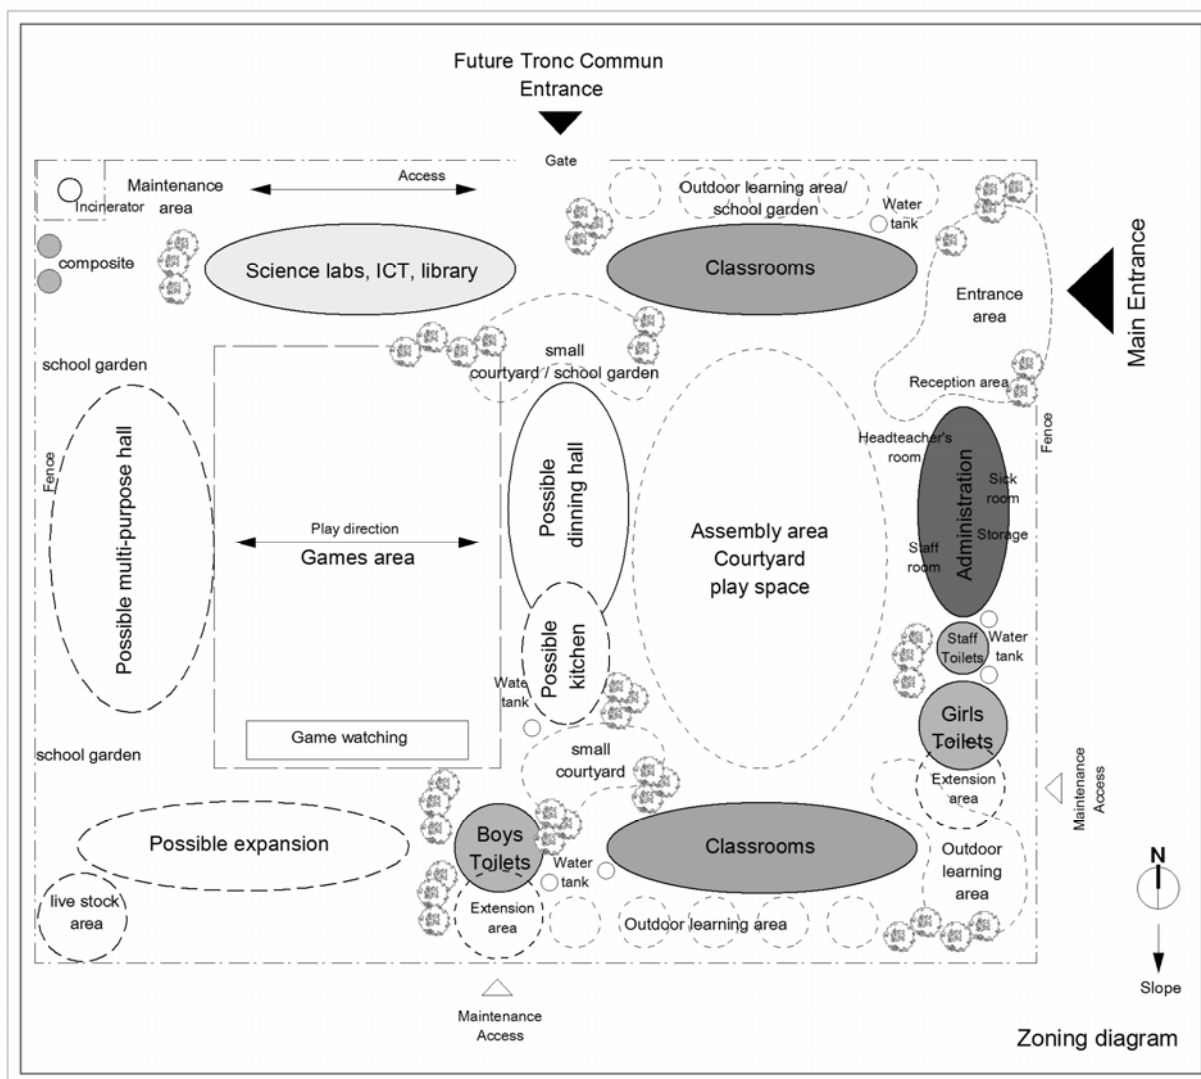 Future Tronc Commun
Entrance
Gate
Incinerator
Maintenance
area
Access
Outdoor learning area/
school garden
Water
tank
composite
Science labs, ICT, library
Classrooms
Entrance
area
Main Entrance
school garden
small
courtyard / school garden
Reception area
Fence
Fence
Possible multi-purpose hall
Play direction
Games area
Possible
dinning hall
Assembly area
Courtyard
play space
Headteacher's
room
Administration
Sick
room
Storage
Staff
room
Possible
kitchen
Wate
tank
Staff
Toilets
Water
tank
Girls
Toilets
Extension
area
Maintenance
Access
Game watching
school garden
small
courtyard
Possible expansion
Boys
Toilets
Water
tank
Classrooms
Outdoor
learning
area
live stock
area
Extension
area
Outdoor learning area
N
Slope
Maintenance
Access
Zoning diagram